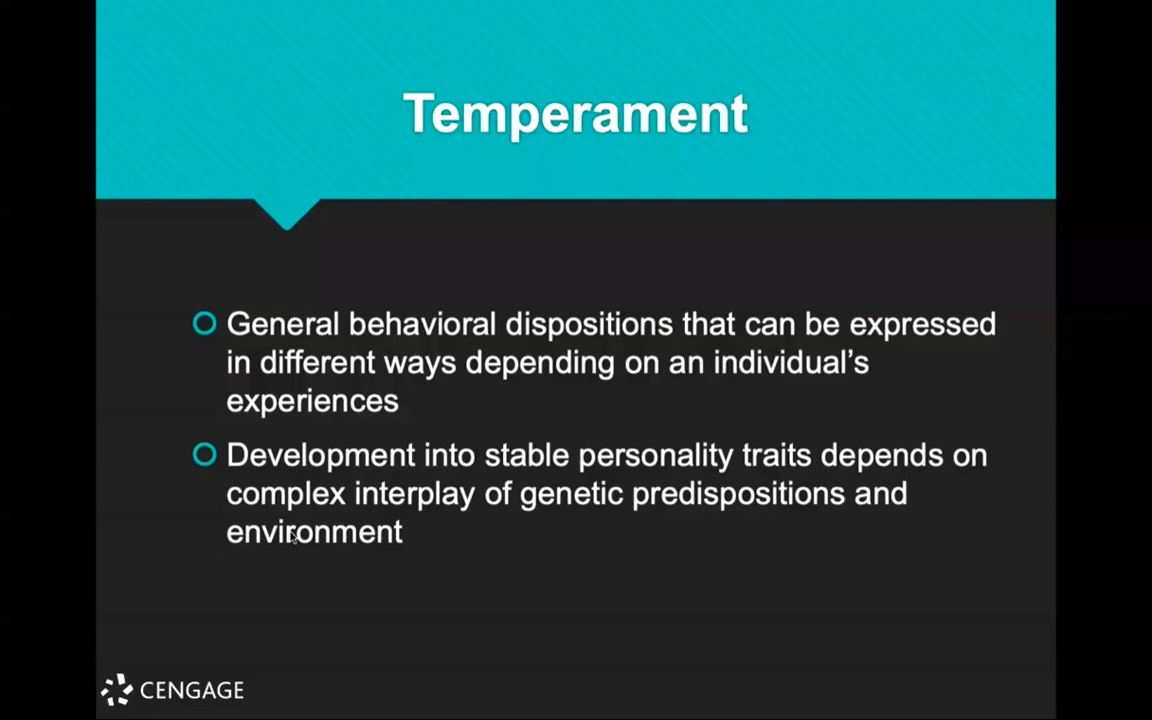 Temperament
General behavioral dispositions that can be expressed
in different ways depending on an individual’s
experiences
Development into stable personality traits depends on
complex interplay of genetic predispositions and
environment
CENGAGE